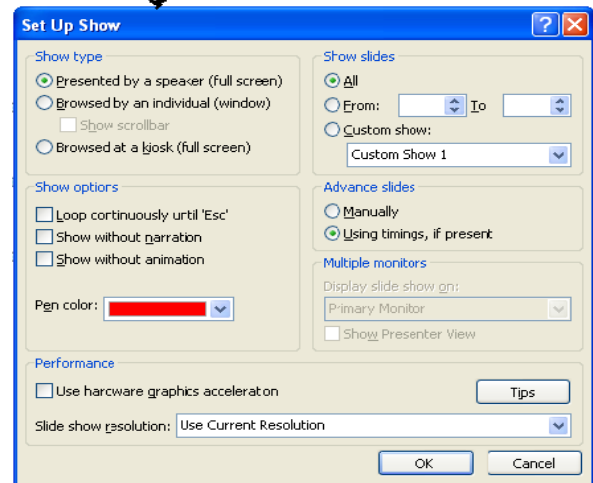 Set Up Show
Show type
Presented by a speaker (full screen)
Browsed by an individual (window)
Show scrollbar
Browsed at a kiosk (full screen)
Show slides
All
From: To
Custom show:
Custom Show 1
Show options
Loop continuously until 'Esc'
Show without narration
Show without animation
Pen color:
Advance slides
Manually
Using timings, if present
Multiple monitors
Display slide show on:
Primary Monitor
Show Presenter View
Performance
Use hardware graphics acceleration
Tips
Slide show resolution: Use Current Resolution
OK Cancel